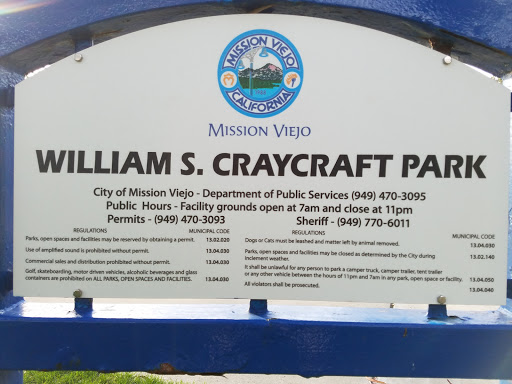 MISSION VIEJO
CALIFORNIA
MISSION VIEJO
WILLIAM S. CRAYCRAFT PARK
City of Mission Viejo - Department of Public Services (949) 470-3095
Public Hours - Facility grounds open at 7am and close at 11pm
Permits - (949) 470-3093 Sheriff - (949) 770-6011
REGULATIONS MUNICIPAL CODE
Parks, open spaces and facilities may be reserved by obtaining a permit. 13.02.020
Use of amplified sound is prohibited without permit. 13.04.030
Commercial sales and distribution prohibited without permit. 13.04.030
Golf, skateboarding, motor driven vehicles, alcoholic beverages and glass
containers are prohibited on ALL PARKS, OPEN SPACES AND FACILITIES. 13.04.030
REGULATIONS MUNICIPAL CODE
Dogs or Cats must be leashed and matter left by animal removed. 13.04.030
Parks, open spaces and facilities may be closed as determined by the City during
inclement weather. 13.02.140
It shall be unlawful for any person to park a camper truck, camper trailer, tent trailer
or any other vehicle between the hours of 11pm and 7am in any park, open space or facility. 13.04.050
All violators shall be prosecuted. 13.04.040